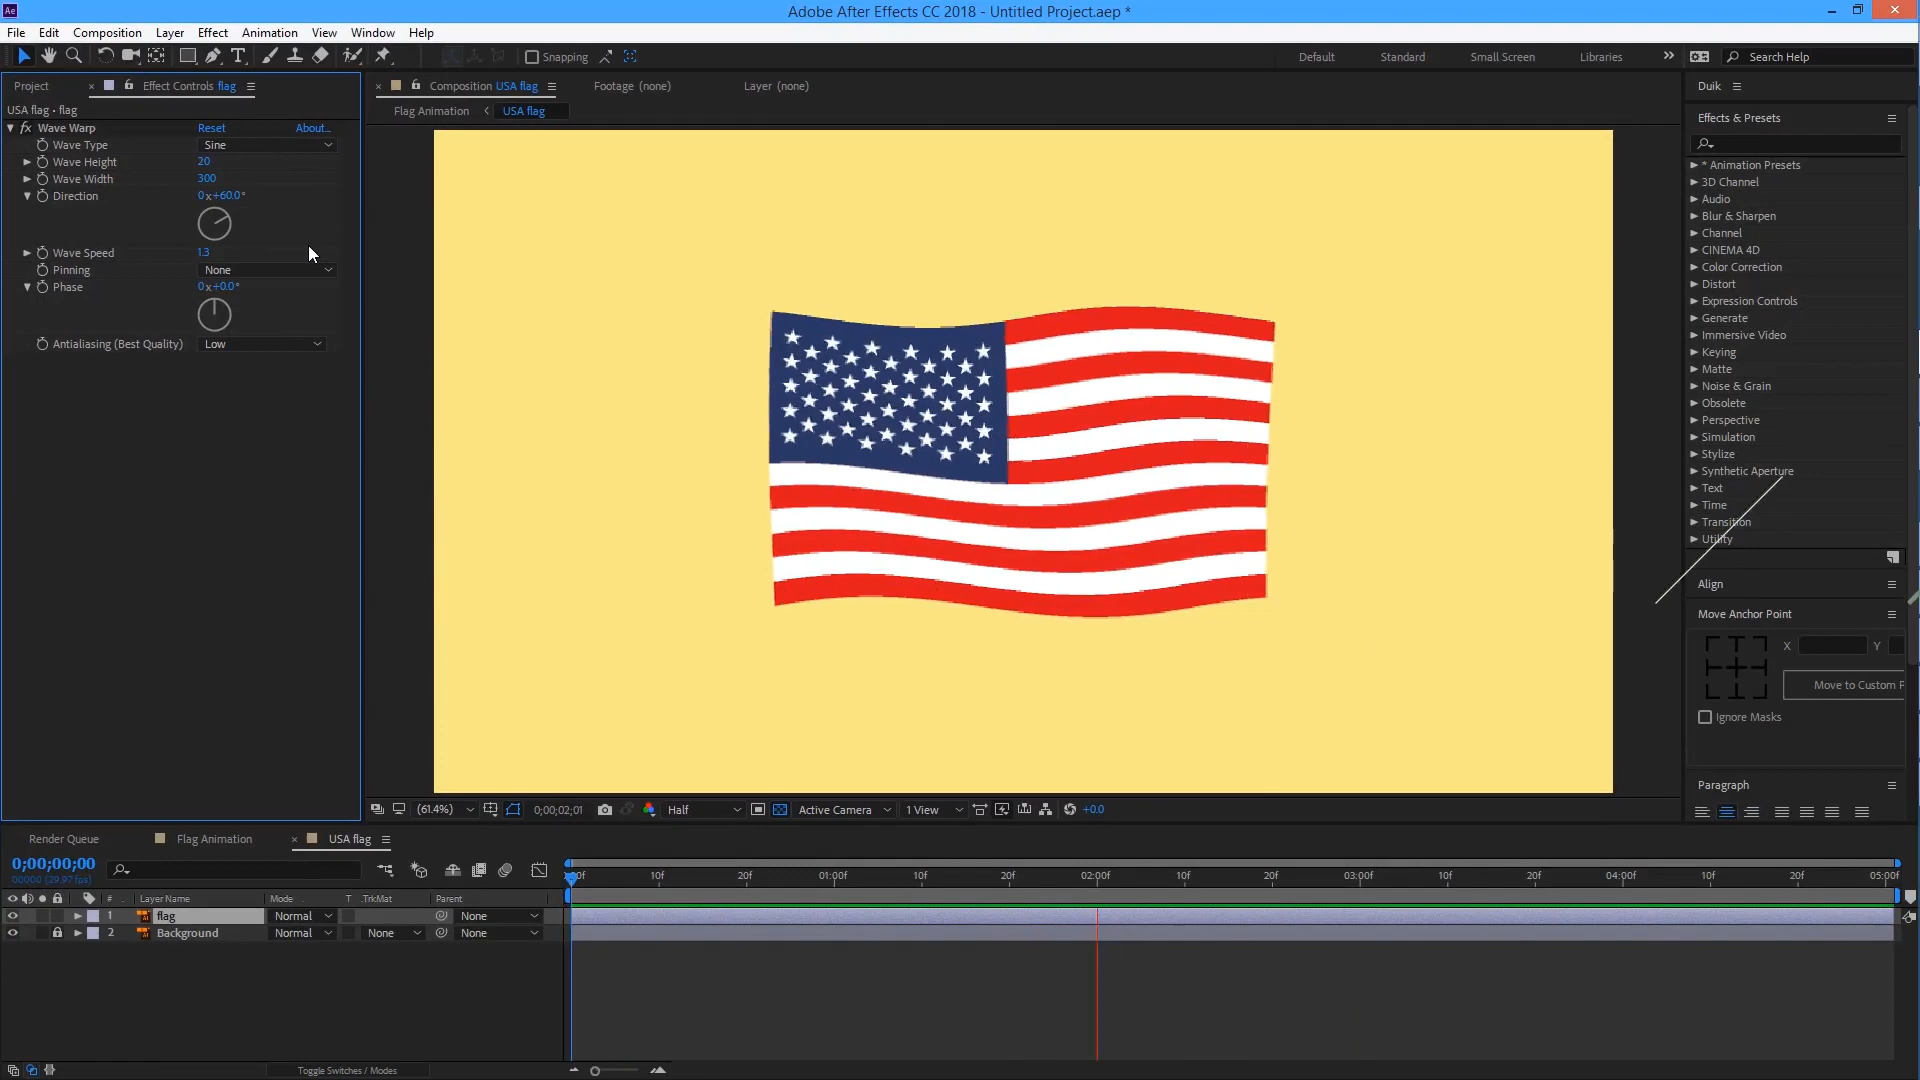 Ae
Adobe After Effects CC 2018 - Untitled Project.aep *
File Edit Composition Layer Effect Animation View Window Help
Snapping
Default Standard Small Screen Libraries
Search Help
Project
Effect Controls flag
USA flag • flag
fx Wave Warp Reset About...
Wave Type Sine
Wave Height 20
Wave Width 300
Direction 0x+60.0°
Wave Speed 1.3
Pinning None
Phase 0x+0.0°
Antialiasing (Best Quality) Low
Composition USA flag
Footage (none)
Layer (none)
Flag Animation USA flag
(61.4%) 0;00;02;01 Half Active Camera 1 View +0.0
Duik
Effects & Presets
* Animation Presets
3D Channel
Audio
Blur & Sharpen
Channel
CINEMA 4D
Color Correction
Distort
Expression Controls
Generate
Immersive Video
Keying
Matte
Noise & Grain
Obsolete
Perspective
Simulation
Stylize
Synthetic Aperture
Text
Time
Transition
Utility
Align
Move Anchor Point
X Y
Move to Custom P
Ignore Masks
Paragraph
Render Queue Flag Animation USA flag
0;00;00;00
00000 (29.97 fps)
:00f 10f 20f 01:00f 10f 20f 02:00f 10f 20f 03:00f 10f 20f 04:00f 10f 20f 05:00f
# Layer Name Mode T .TrkMat Parent
1 flag Normal None
2 Background Normal None None
Toggle Switches / Modes